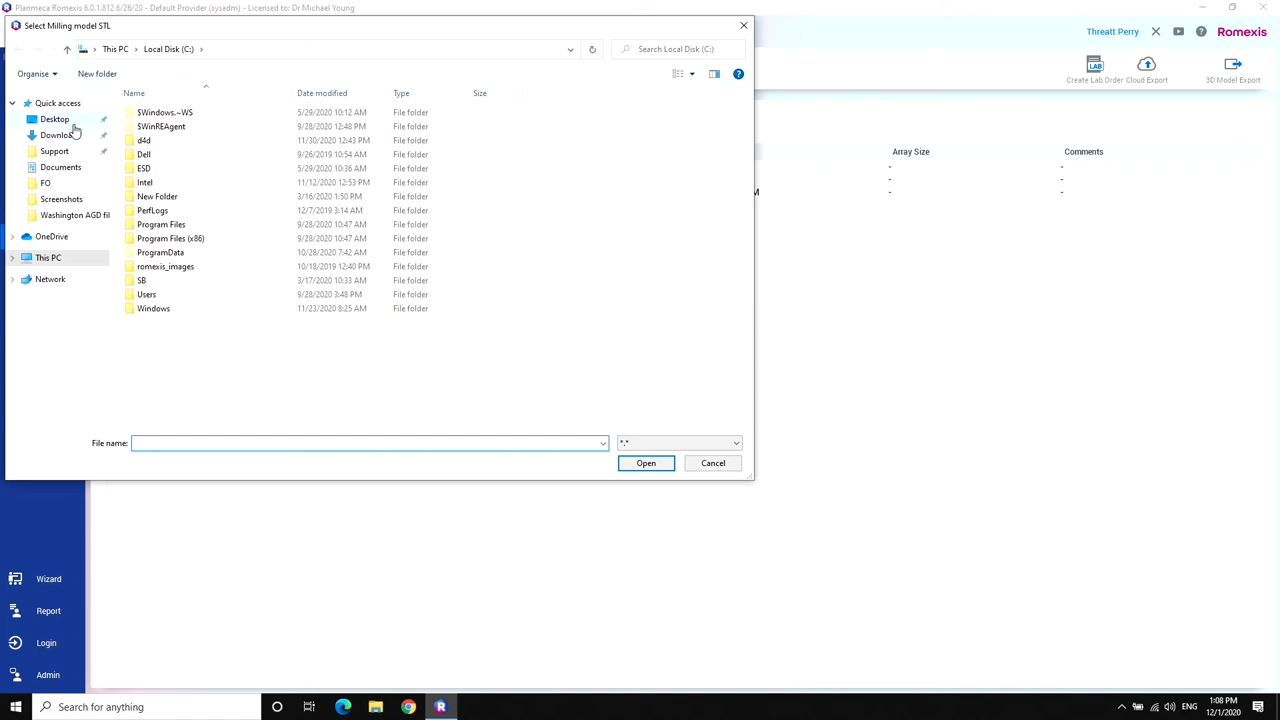 Planmeca Romexis 6.0.1.812 6/26/20 - Default Provider (sysadm) - Licensed to: Dr Michael Young
Select Milling model STL
Threatt Perry
Romexis
This PC > Local Disk (C:) >
Search Local Disk (C:)
Create Lab Order
Cloud Export
3D Model Export
LAB
Organise
New folder
Name
Date modified
Type
Size
Quick access
Desktop
Downloa
Support
Documents
FO
Screenshots
Washington AGD fil
OneDrive
This PC
Network
$Windows.~WS 5/29/2020 10:12 AM File folder
$WinREAgent 9/28/2020 12:48 PM File folder
d4d 11/30/2020 12:43 PM File folder
Dell 9/26/2019 10:54 AM File folder
ESD 5/29/2020 10:36 AM File folder
Intel 11/12/2020 12:53 PM File folder
New Folder 3/16/2020 1:50 PM File folder
PerfLogs 12/7/2019 3:14 AM File folder
Program Files 9/28/2020 10:47 AM File folder
Program Files (x86) 9/28/2020 10:47 AM File folder
ProgramData 10/28/2020 7:42 AM File folder
romexis_images 10/18/2019 12:40 PM File folder
SB 3/17/2020 10:33 AM File folder
Users 9/28/2020 3:48 PM File folder
Windows 11/23/2020 8:25 AM File folder
Array Size
Comments
- -
- -
M - -
File name:
*.*
Open
Cancel
Wizard
Report
Login
Admin
Search for anything
ENG
1:08 PM
12/1/2020